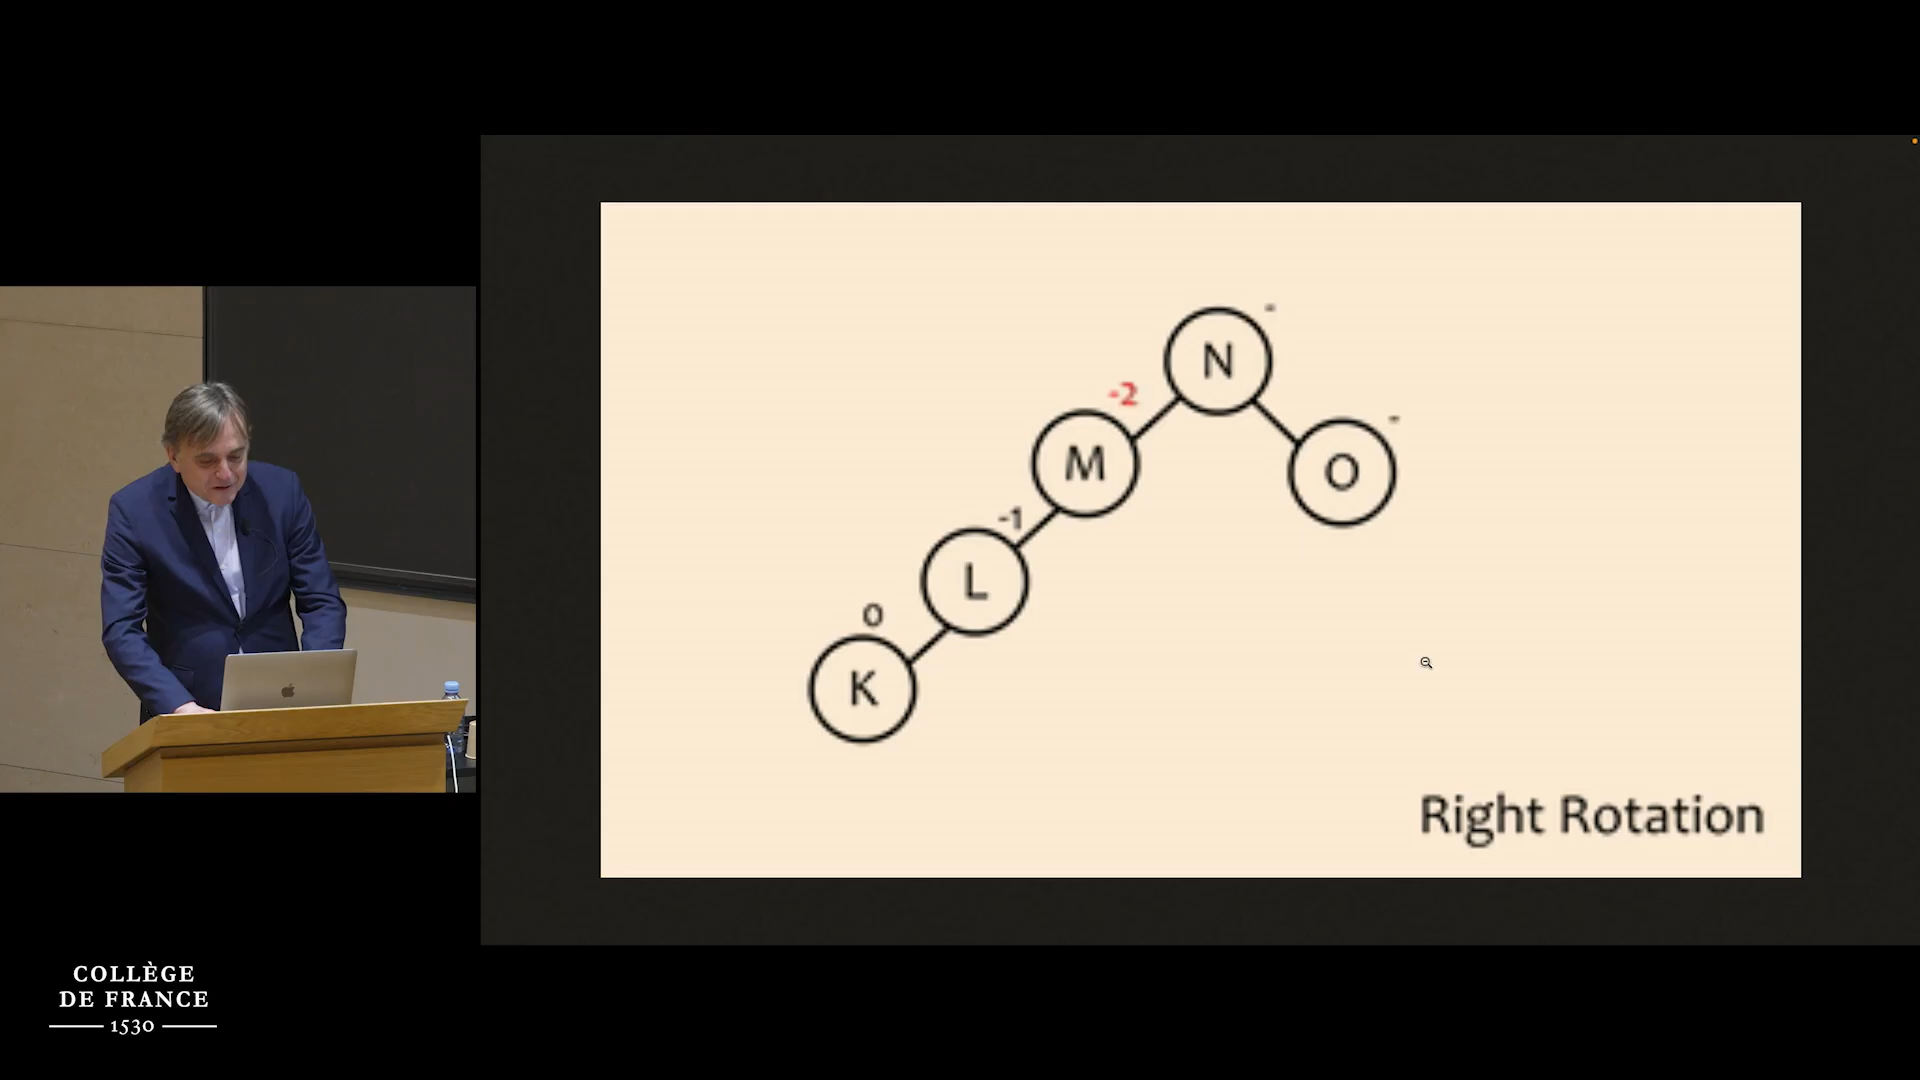 N
-
-2
M
O
-
-1
L
0
K
Right Rotation
COLLÈGE
DE FRANCE
1530